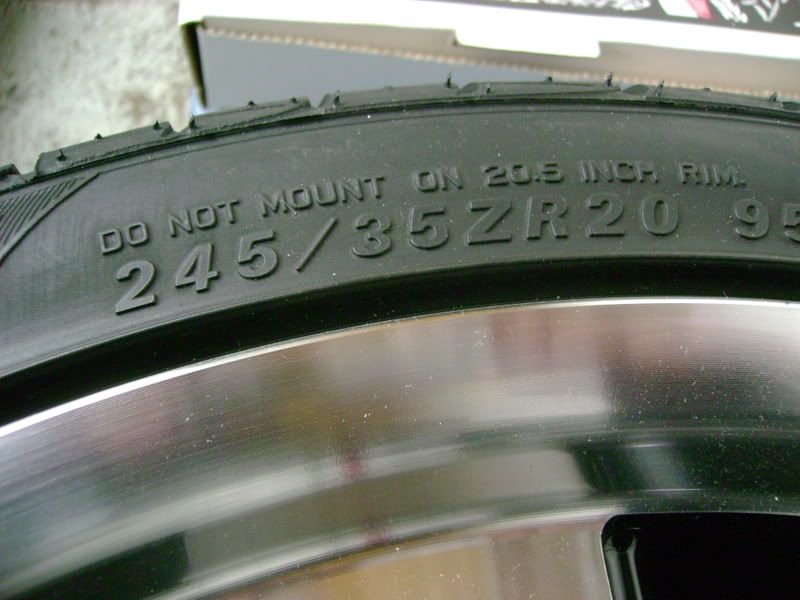 DO NOT MOUNT ON 20.5 INCH RIM.
245/35ZR20 95